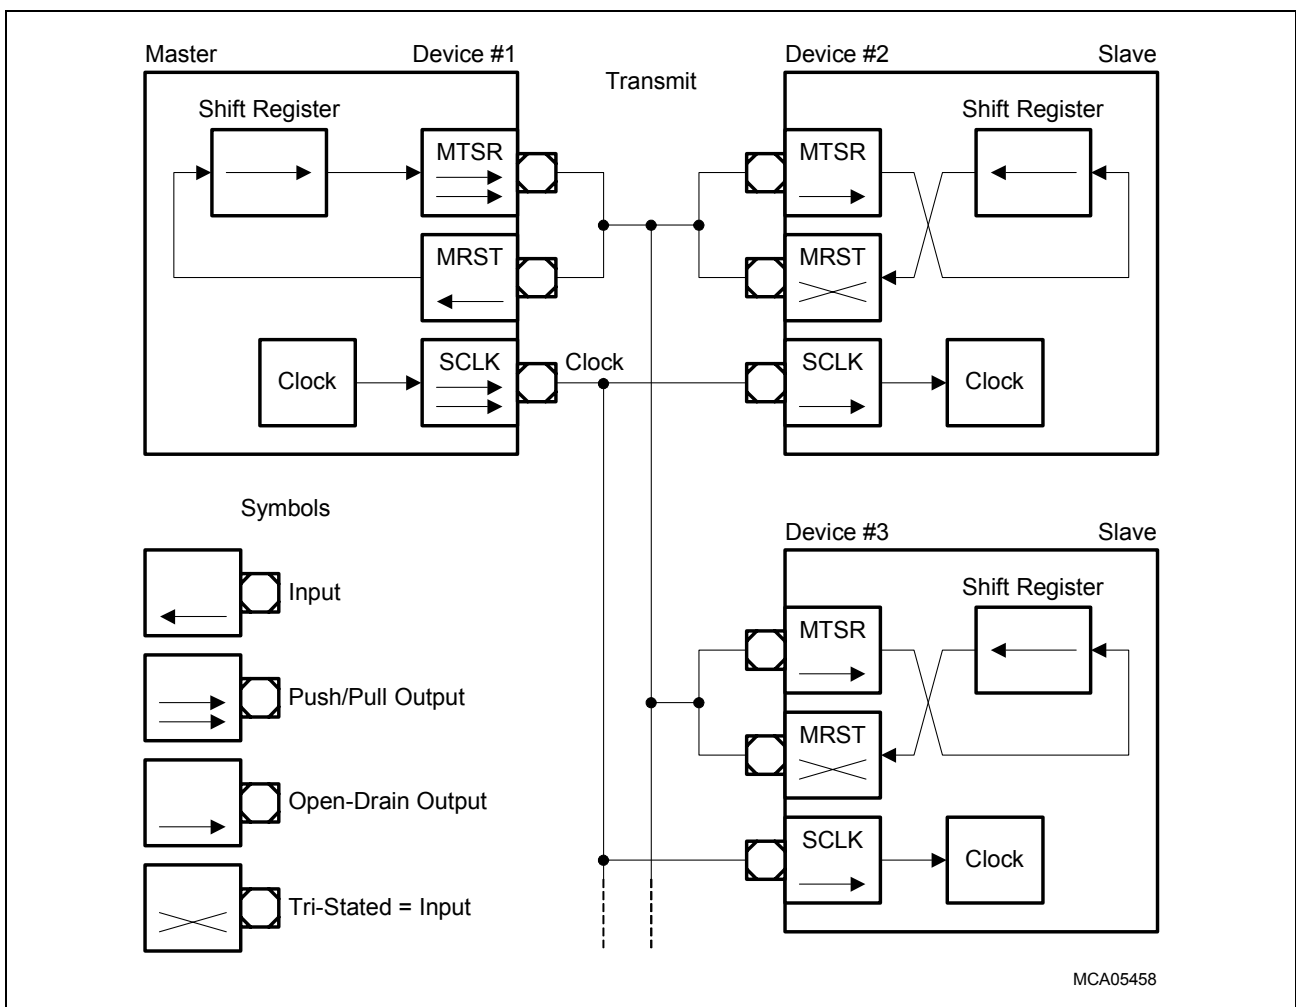 Master Device #1
Transmit
Device #2 Slave
Shift Register
MTSR
MRST
SCLK
Clock
Clock
MTSR
Shift Register
MRST
SCLK
Clock
Symbols
Input
Push/Pull Output
Open-Drain Output
Tri-Stated = Input
Device #3 Slave
Shift Register
MTSR
MRST
SCLK
Clock
MCA05458